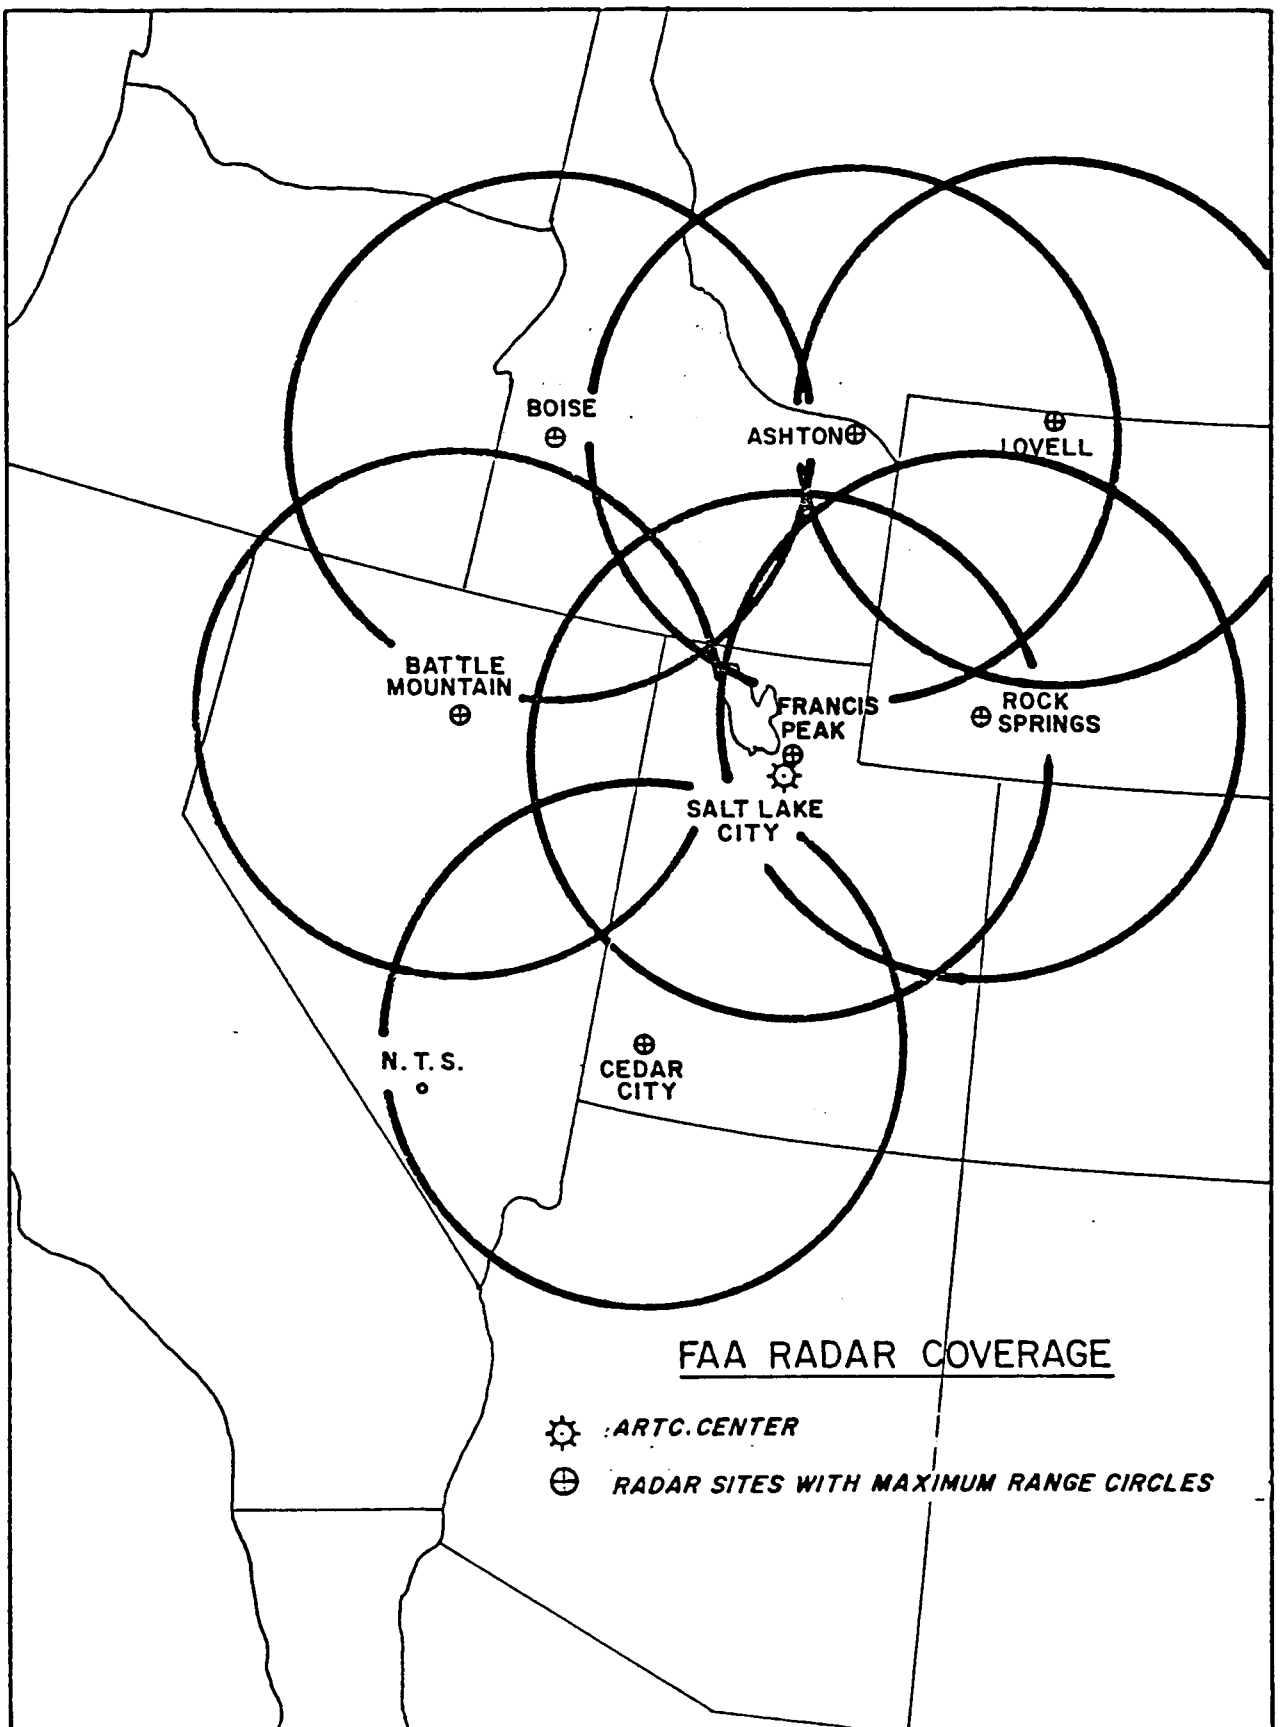 BOISE
ASHTON
LOVELL
BATTLE
MOUNTAIN
FRANCIS
PEAK
ROCK
SPRINGS
SALT LAKE
CITY
N.T.S.
CEDAR
CITY
FAA RADAR COVERAGE
:ARTC.CENTER
RADAR SITES WITH MAXIMUM RANGE CIRCLES